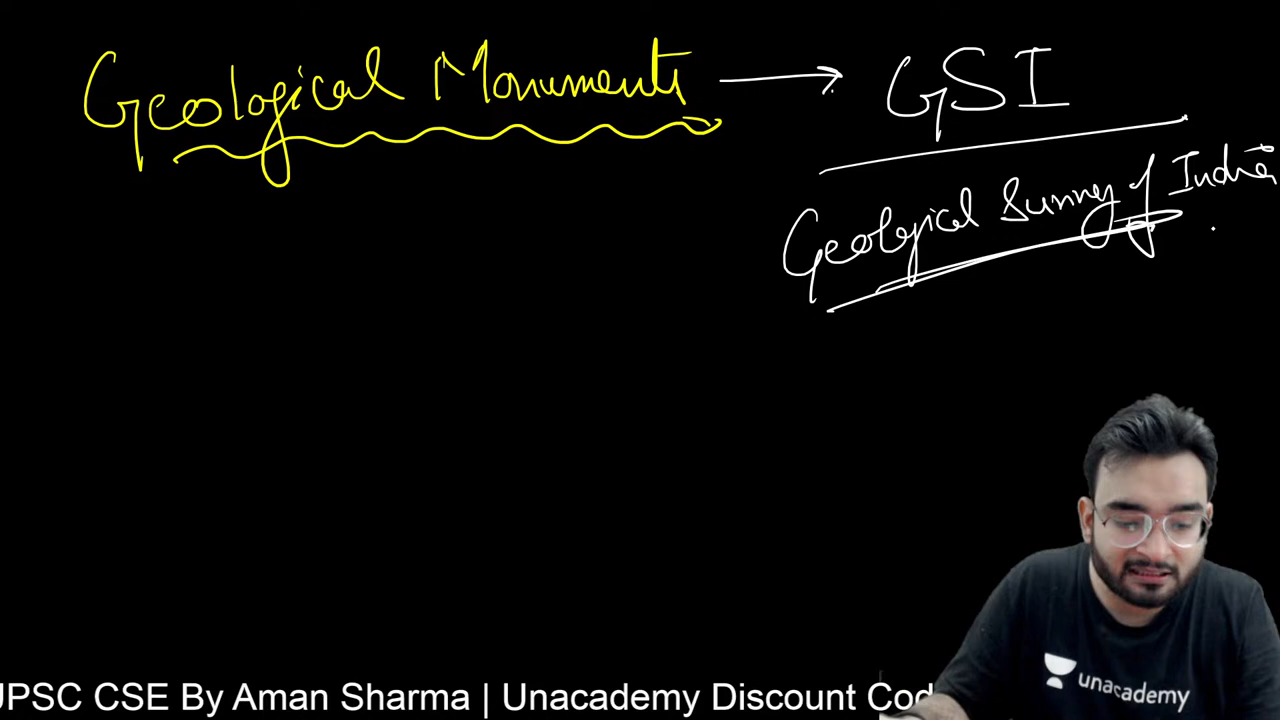 Geological Monuments → GSI
Geological Survey of India
unacademy
UPSC CSE By Aman Sharma | Unacademy Discount Cod